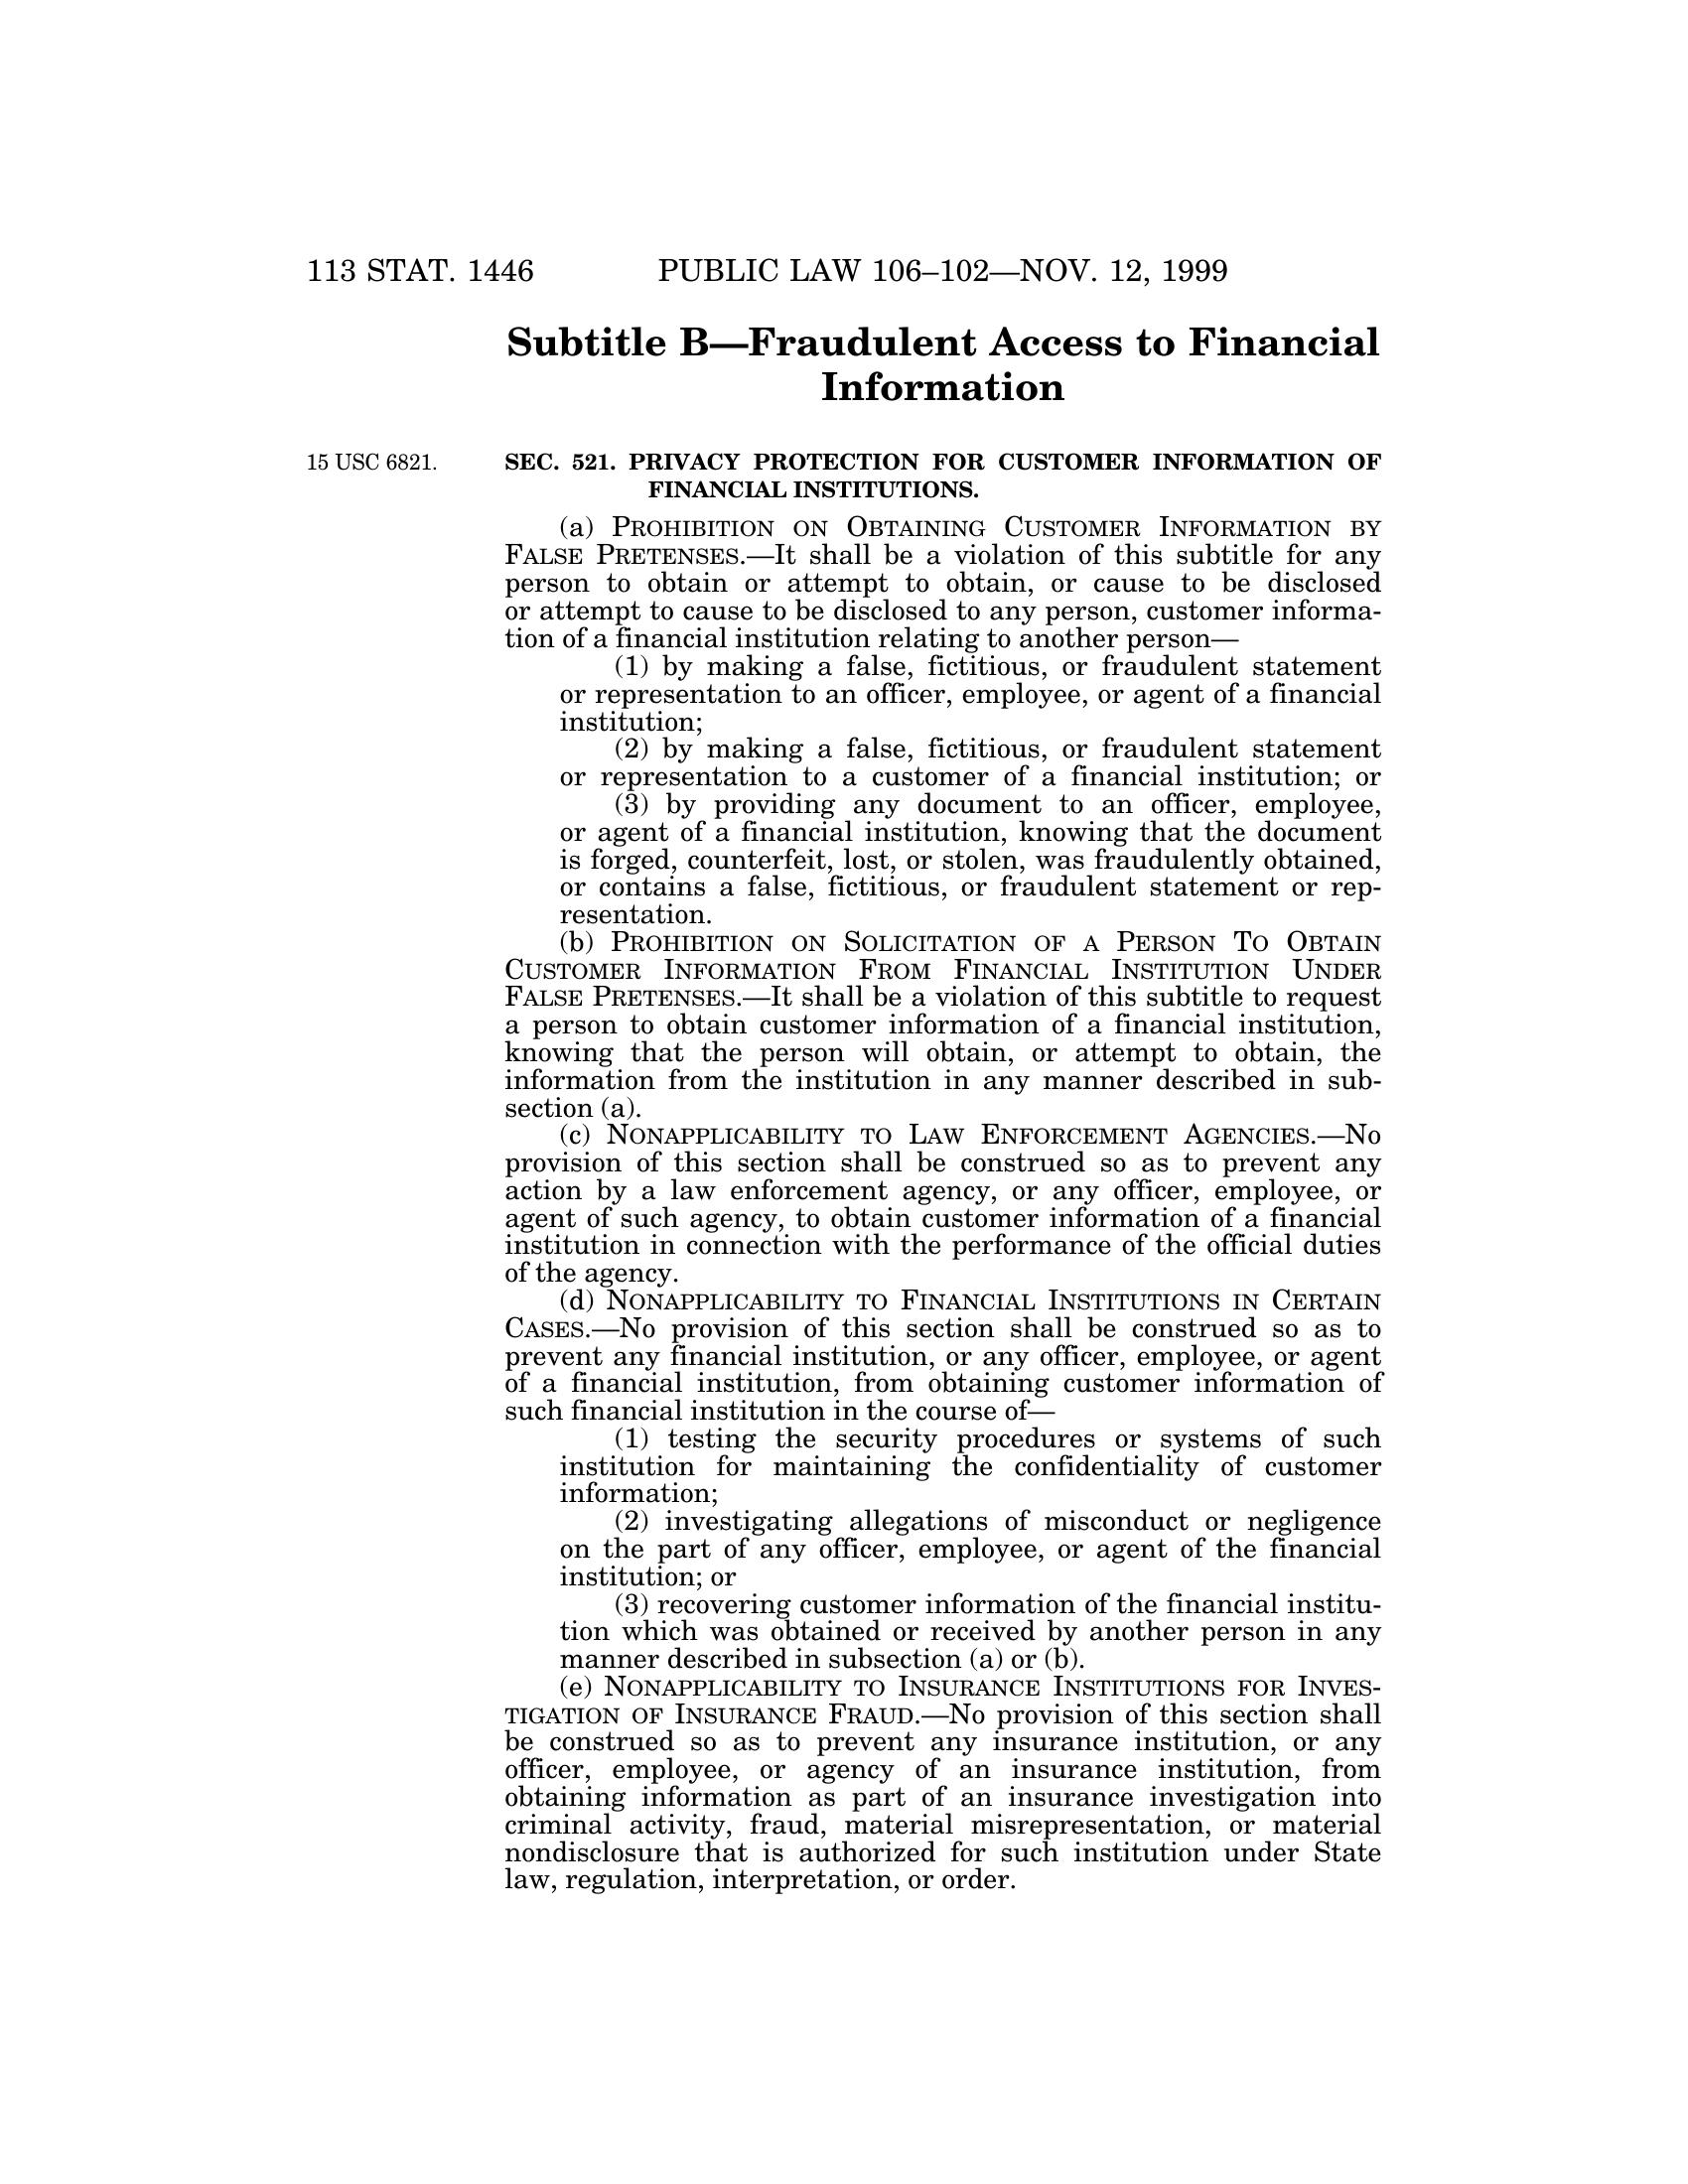 113 STAT. 1446 PUBLIC LAW 106–102—NOV. 12, 1999
Subtitle B—Fraudulent Access to Financial
Information
15 USC 6821. SEC. 521. PRIVACY PROTECTION FOR CUSTOMER INFORMATION OF
FINANCIAL INSTITUTIONS.
(a) PROHIBITION ON OBTAINING CUSTOMER INFORMATION BY
FALSE PRETENSES.—It shall be a violation of this subtitle for any
person to obtain or attempt to obtain, or cause to be disclosed
or attempt to cause to be disclosed to any person, customer informa-
tion of a financial institution relating to another person—
(1) by making a false, fictitious, or fraudulent statement
or representation to an officer, employee, or agent of a financial
institution;
(2) by making a false, fictitious, or fraudulent statement
or representation to a customer of a financial institution; or
(3) by providing any document to an officer, employee,
or agent of a financial institution, knowing that the document
is forged, counterfeit, lost, or stolen, was fraudulently obtained,
or contains a false, fictitious, or fraudulent statement or rep-
resentation.
(b) PROHIBITION ON SOLICITATION OF A PERSON TO OBTAIN
CUSTOMER INFORMATION FROM FINANCIAL INSTITUTION UNDER
FALSE PRETENSES.—It shall be a violation of this subtitle to request
a person to obtain customer information of a financial institution,
knowing that the person will obtain, or attempt to obtain, the
information from the institution in any manner described in sub-
section (a).
(c) NONAPPLICABILITY TO LAW ENFORCEMENT AGENCIES.—No
provision of this section shall be construed so as to prevent any
action by a law enforcement agency, or any officer, employee, or
agent of such agency, to obtain customer information of a financial
institution in connection with the performance of the official duties
of the agency.
(d) NONAPPLICABILITY TO FINANCIAL INSTITUTIONS IN CERTAIN
CASES.—No provision of this section shall be construed so as to
prevent any financial institution, or any officer, employee, or agent
of a financial institution, from obtaining customer information of
such financial institution in the course of—
(1) testing the security procedures or systems of such
institution for maintaining the confidentiality of customer
information;
(2) investigating allegations of misconduct or negligence
on the part of any officer, employee, or agent of the financial
institution; or
(3) recovering customer information of the financial institu-
tion which was obtained or received by another person in any
manner described in subsection (a) or (b).
(e) NONAPPLICABILITY TO INSURANCE INSTITUTIONS FOR INVES-
TIGATION OF INSURANCE FRAUD.—No provision of this section shall
be construed so as to prevent any insurance institution, or any
officer, employee, or agency of an insurance institution, from
obtaining information as part of an insurance investigation into
criminal activity, fraud, material misrepresentation, or material
nondisclosure that is authorized for such institution under State
law, regulation, interpretation, or order.